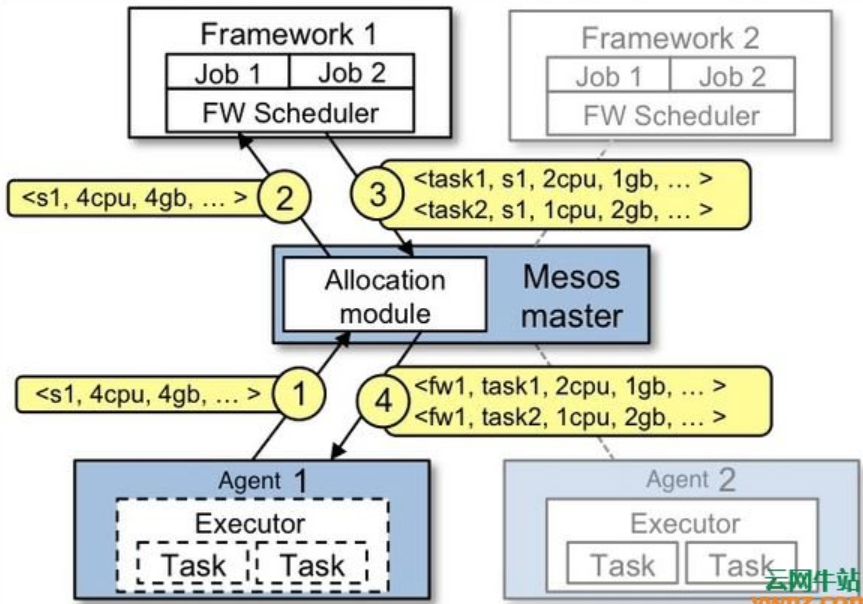 Framework 1
Job 1 Job 2
FW Scheduler
Framework 2
Job 1 Job 2
FW Scheduler
<s1, 4cpu, 4gb, … >
2
3
<task1, s1, 2cpu, 1gb, … >
<task2, s1, 1cpu, 2gb, … >
Allocation
module
Mesos
master
<s1, 4cpu, 4gb, … >
1
4
<fw1, task1, 2cpu, 1gb, … >
<fw1, task2, 1cpu, 2gb, … >
Agent 1
Executor
Task Task
Agent 2
Executor
Task Task
云网牛站